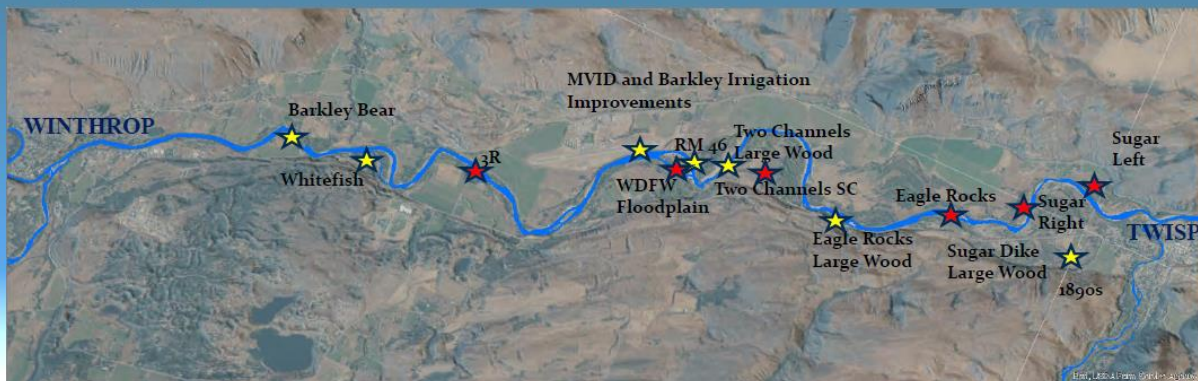 WINTHROP
Barkley Bear
Whitefish
3R
MVID and Barkley Irrigation
Improvements
RM 46
WDFW
Floodplain
Two Channels
Large Wood
Two Channels SC
Eagle Rocks
Large Wood
Eagle Rocks
Sugar Dike
Large Wood
Sugar
Right
Sugar
Left
1890s
TWISP